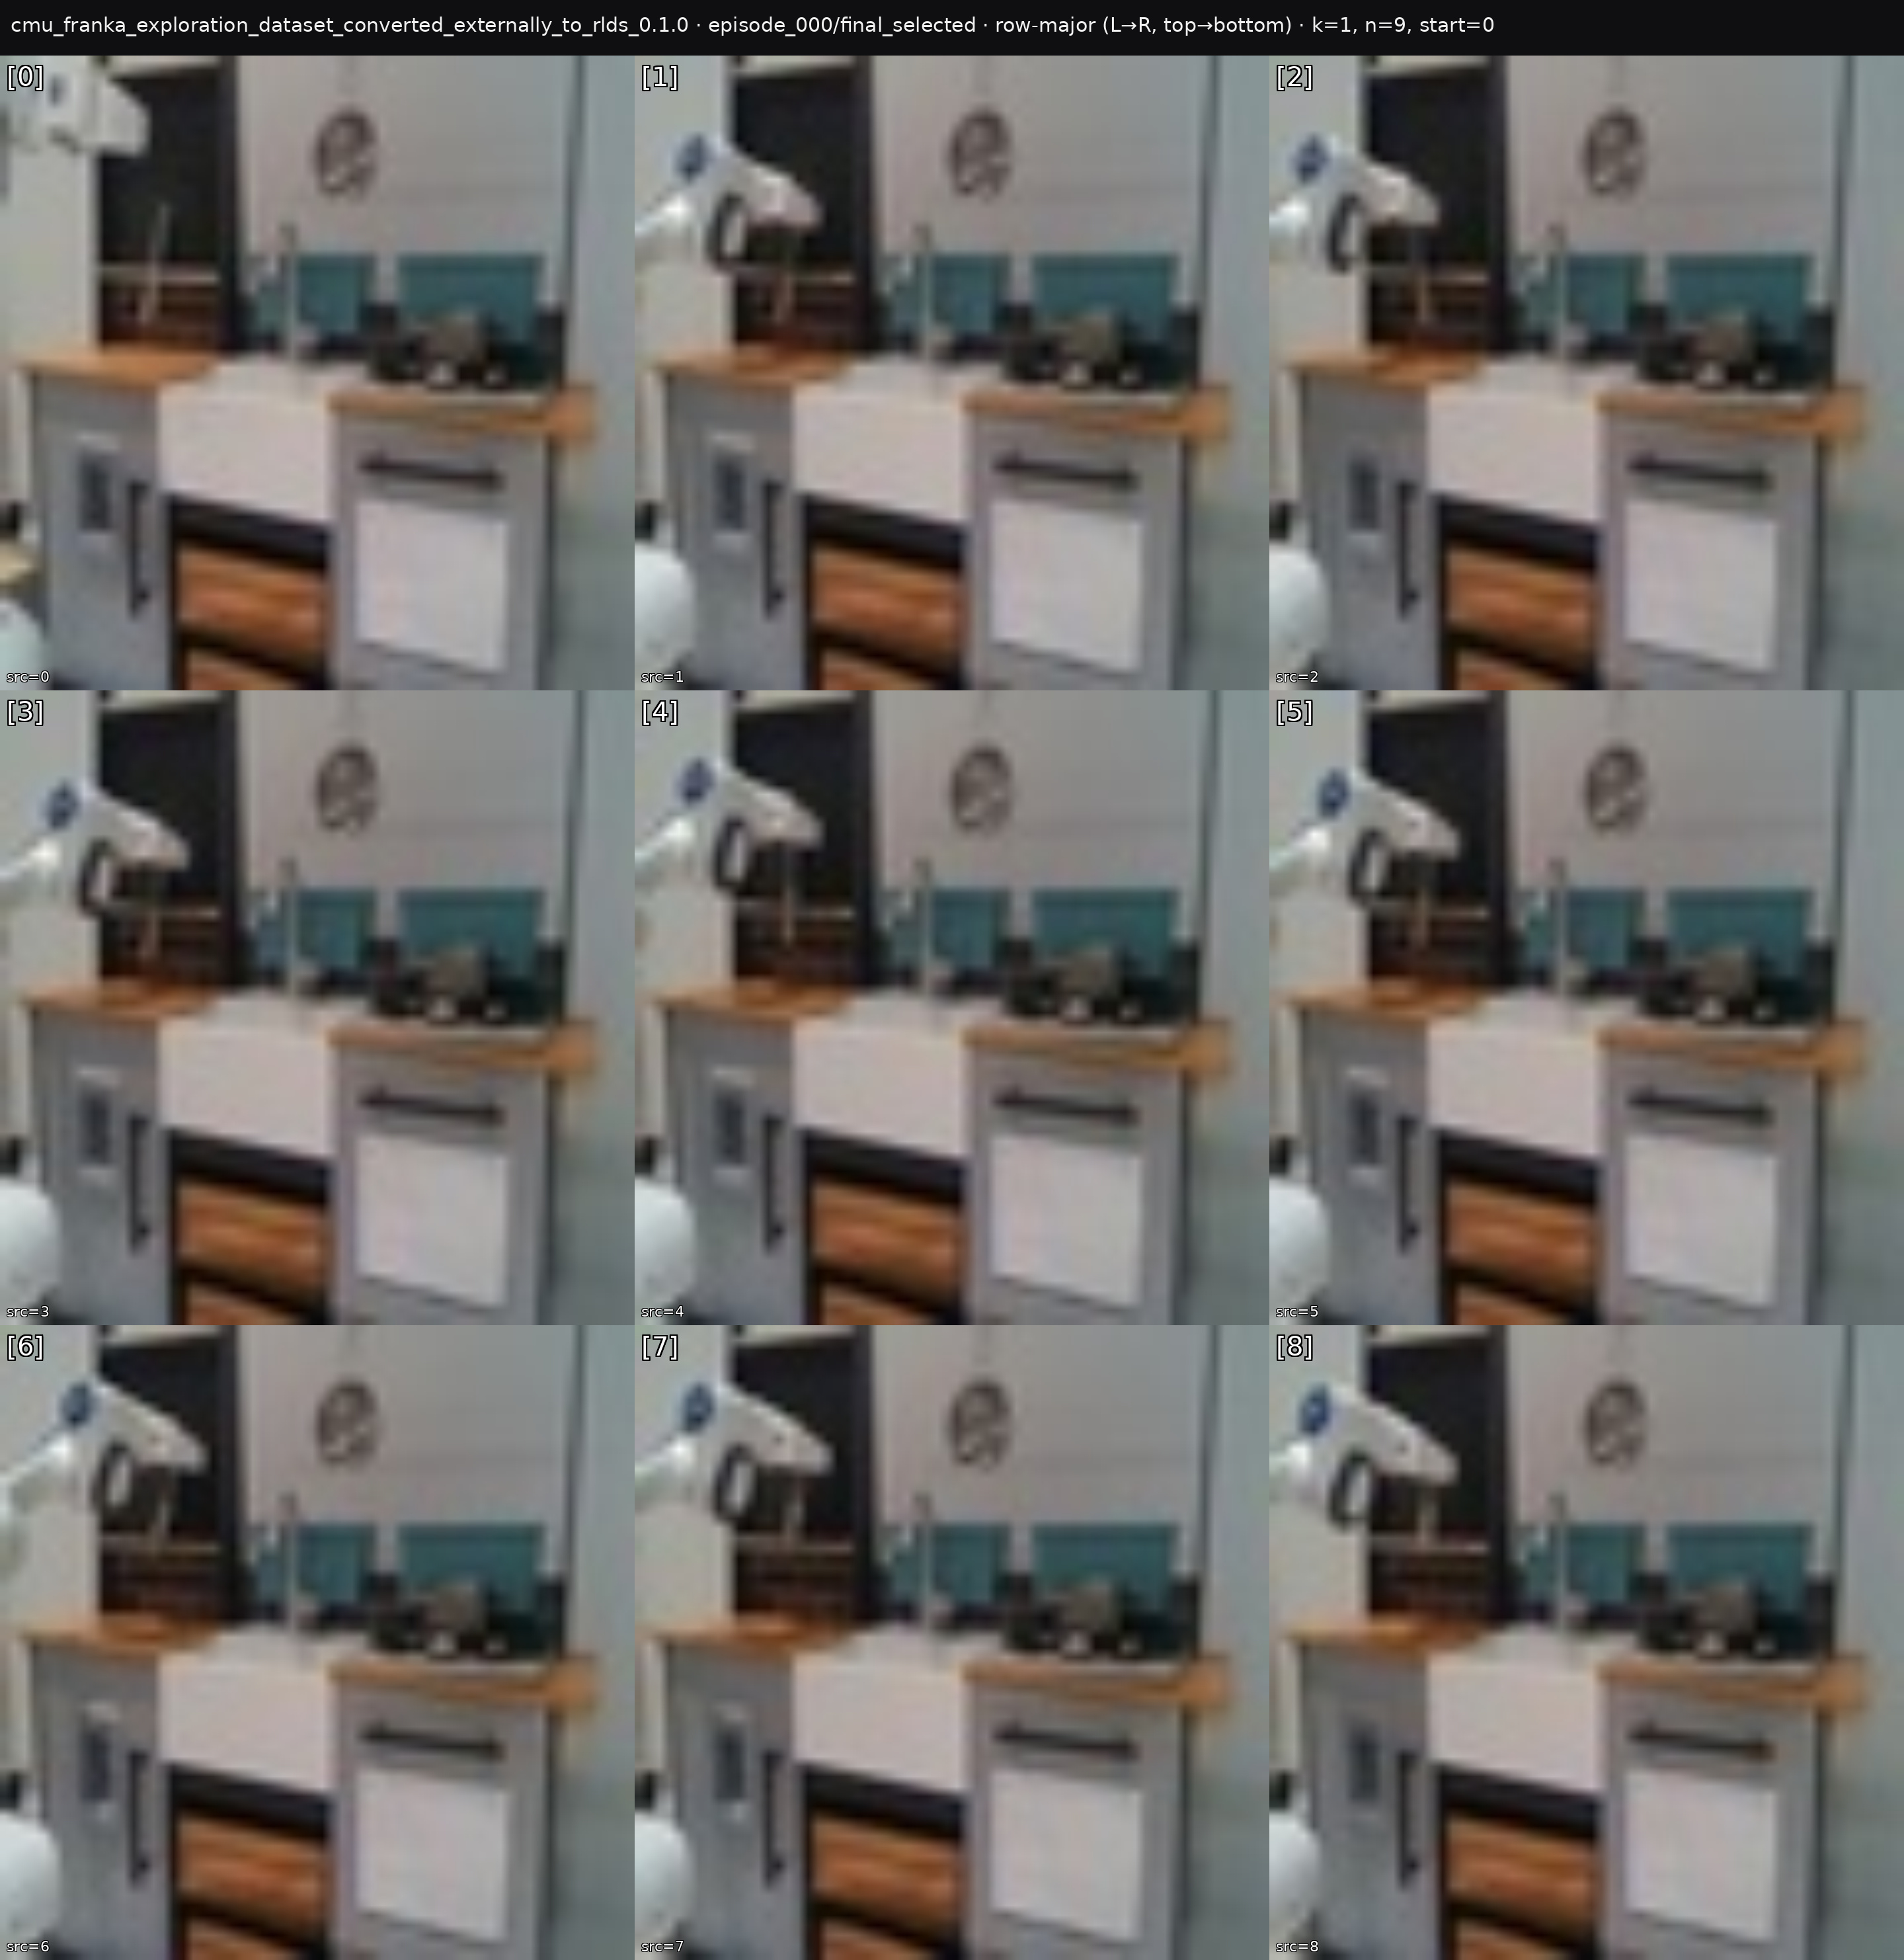 cmu_franka_exploration_dataset_converted_externally_to_rlds_0.1.0 · episode_000/final_selected · row-major (L→R, top→bottom) · k=1, n=9, start=0
[0]
[1]
[2]
src=0
src=1
src=2
[3]
[4]
[5]
src=3
src=4
src=5
[6]
[7]
[8]
src=6
src=7
src=8